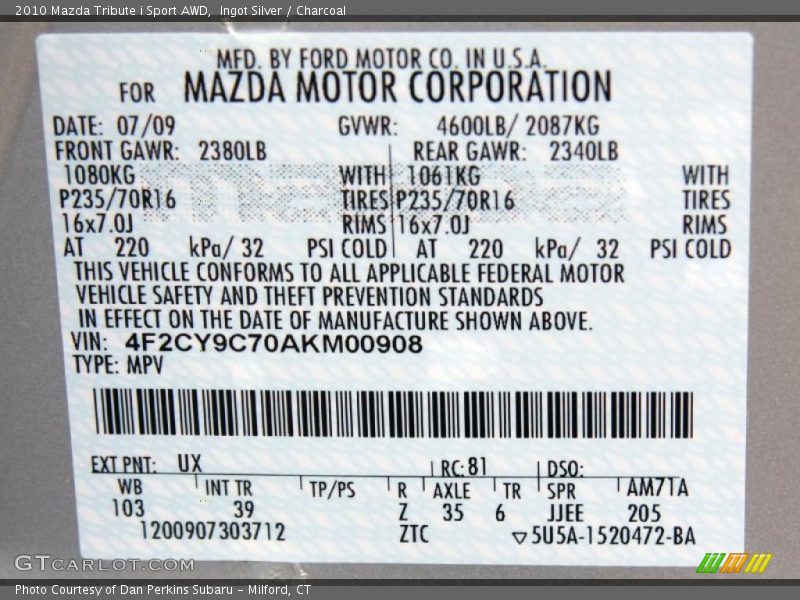 2010 Mazda Tribute i Sport AWD,  Ingot Silver / Charcoal
MFD. BY FORD MOTOR CO. IN U.S.A.
FOR MAZDA MOTOR CORPORATION
DATE: 07/09 GVWR: 4600LB/ 2087KG
FRONT GAWR: 2380LB REAR GAWR: 2340LB
1080KG WITH 1061KG WITH
P235/70R16 TIRES P235/70R16 TIRES
16x7.0J RIMS 16x7.0J RIMS
AT 220 kPa/ 32 PSI COLD AT 220 kPa/ 32 PSI COLD
THIS VEHICLE CONFORMS TO ALL APPLICABLE FEDERAL MOTOR
VEHICLE SAFETY AND THEFT PREVENTION STANDARDS
IN EFFECT ON THE DATE OF MANUFACTURE SHOWN ABOVE.
VIN: 4F2CY9C70AKM00908
TYPE: MPV
EXT PNT: UX RC: 81 DSO:
WB INT TR TP/PS R AXLE TR SPR AM71A
103 39 Z 35 6 JJEE 205
1200907303712 ZTC ▽5U5A-1520472-BA
GTCARLOT.COM
Photo Courtesy of Dan Perkins Subaru - Milford, CT